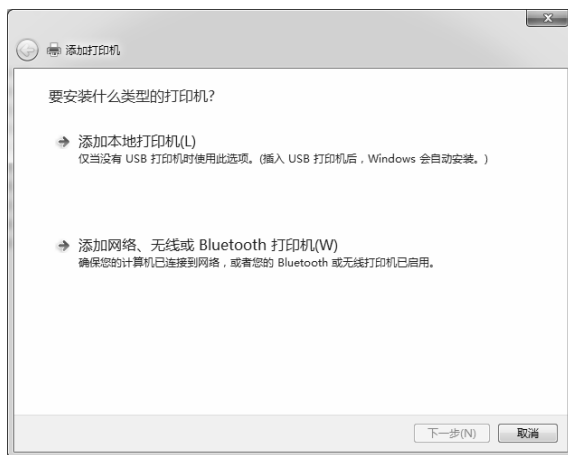 添加打印机
要安装什么类型的打印机?
添加本地打印机(L)
仅当没有 USB 打印机时使用此选项。(插入 USB 打印机后，Windows 会自动安装。)
添加网络、无线或 Bluetooth 打印机(W)
确保您的计算机已连接到网络，或者您的 Bluetooth 或无线打印机已启用。
下一步(N) 取消